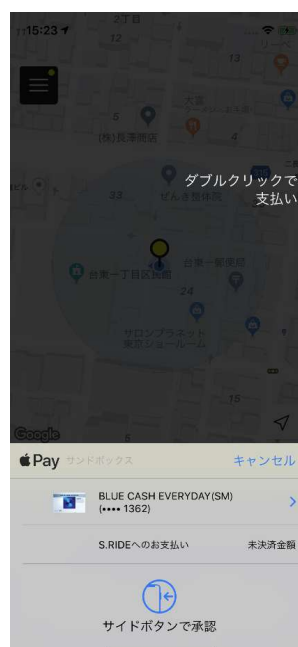 15:23
2丁目
12
13
大宮
5
(株)長澤商店
4
ダブルクリックで
支払い
33
ぜんき整体院
台東一郵便局
台東一丁目区民館
24
サロンプラネット
東京ショールーム
15
Google
5
Pay サンドボックス キャンセル
BLUE CASH EVERYDAY(SM)
(•••• 1362)
S.RIDEへのお支払い 未決済金額
サイドボタンで承認